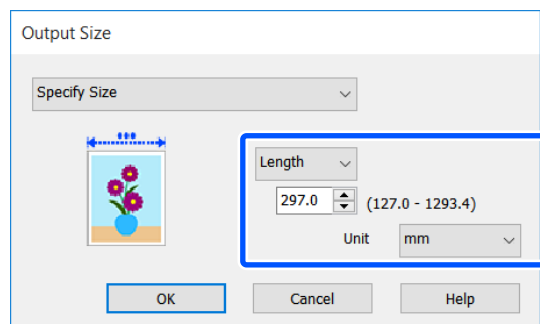 Output Size
Specify Size
Length
297.0 (127.0 - 1293.4)
Unit mm
OK Cancel Help